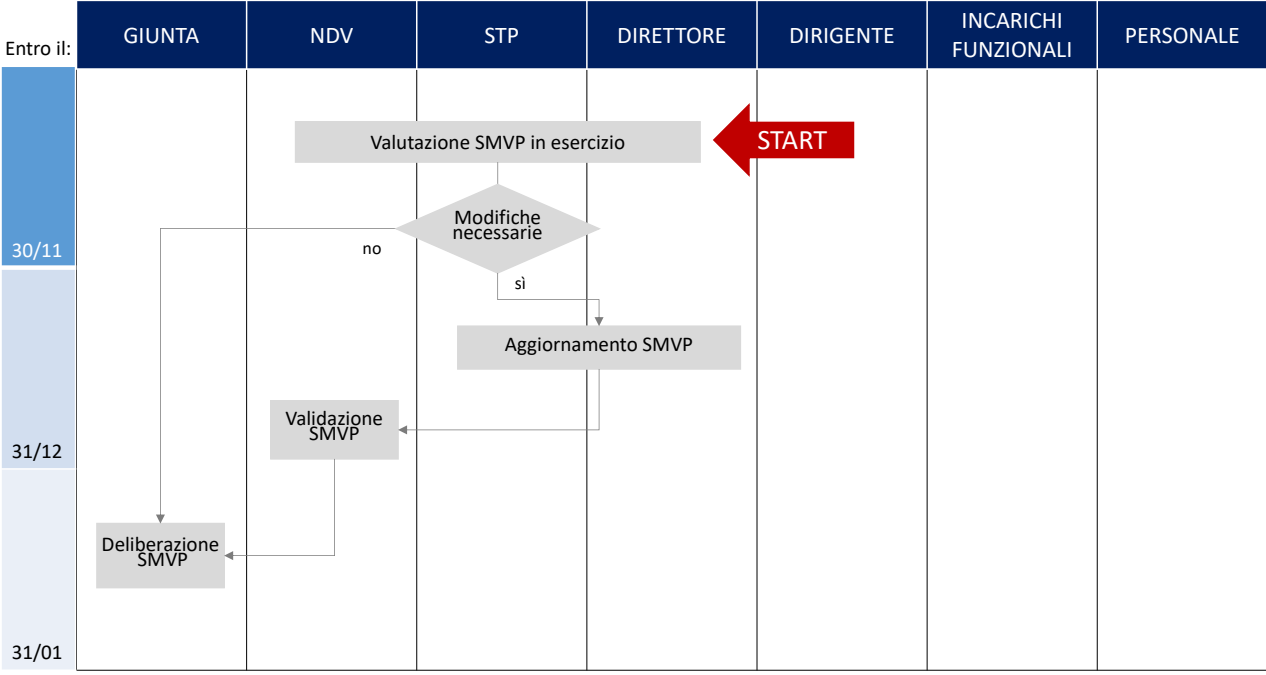 Entro il:
GIUNTA
NDV
STP
DIRETTORE
DIRIGENTE
INCARICHI
FUNZIONALI
PERSONALE
Valutazione SMVP in esercizio
START
Modifiche
necessarie
30/11
no
sì
Aggiornamento SMVP
Validazione
SMVP
31/12
Deliberazione
SMVP
31/01